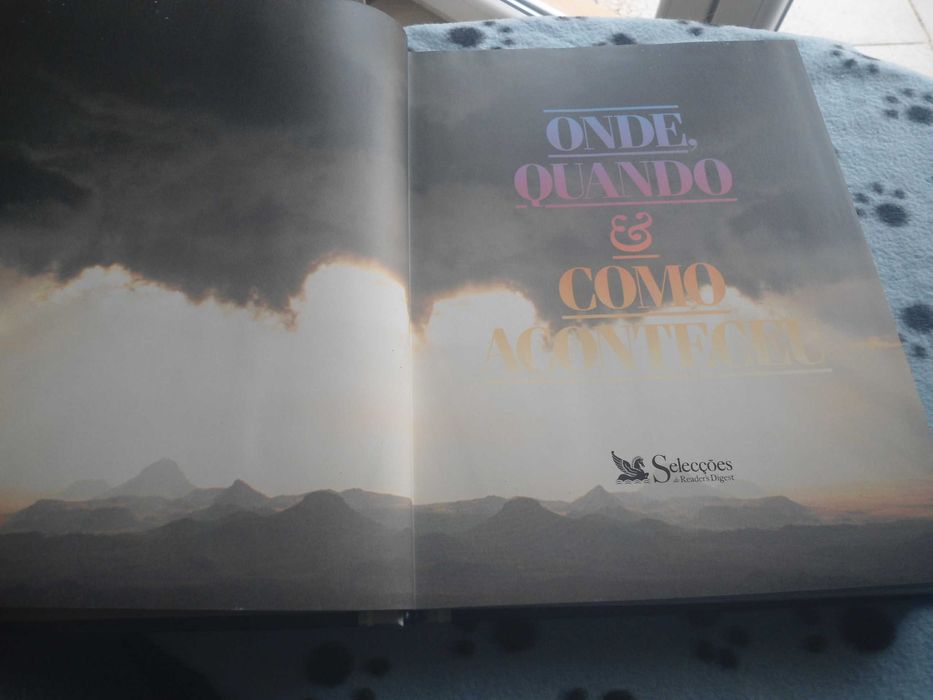 ONDE,
QUANDO
&
COMO
ACONTECEU
Selecções
do Reader's Digest